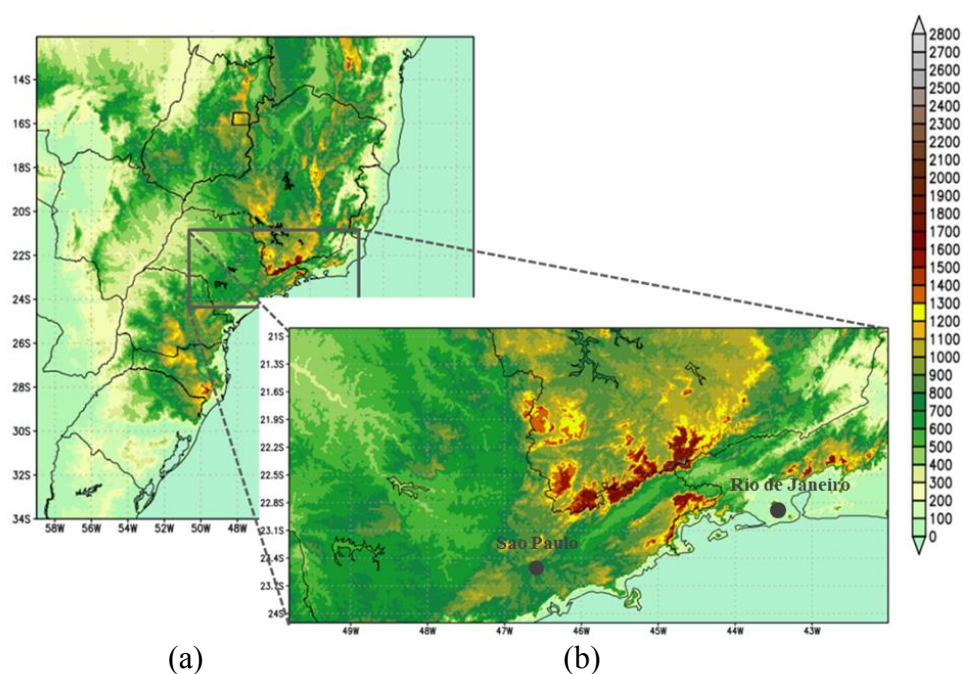 14S
16S
18S
20S
22S
24S
26S
28S
30S
32S
34S
58W 56W 54W 52W 50W 48W
21S
21.3S
21.6S
21.9S
22.2S
22.5S
22.8S
23.1S
23.4S
23.7S
24S
49W 48W 47W 46W 45W 44W 43W
Rio de Janeiro
Sao Paulo
2800
2700
2600
2500
2400
2300
2200
2100
2000
1900
1800
1700
1600
1500
1400
1300
1200
1100
1000
900
800
700
600
500
400
300
200
100
0
(a) (b)